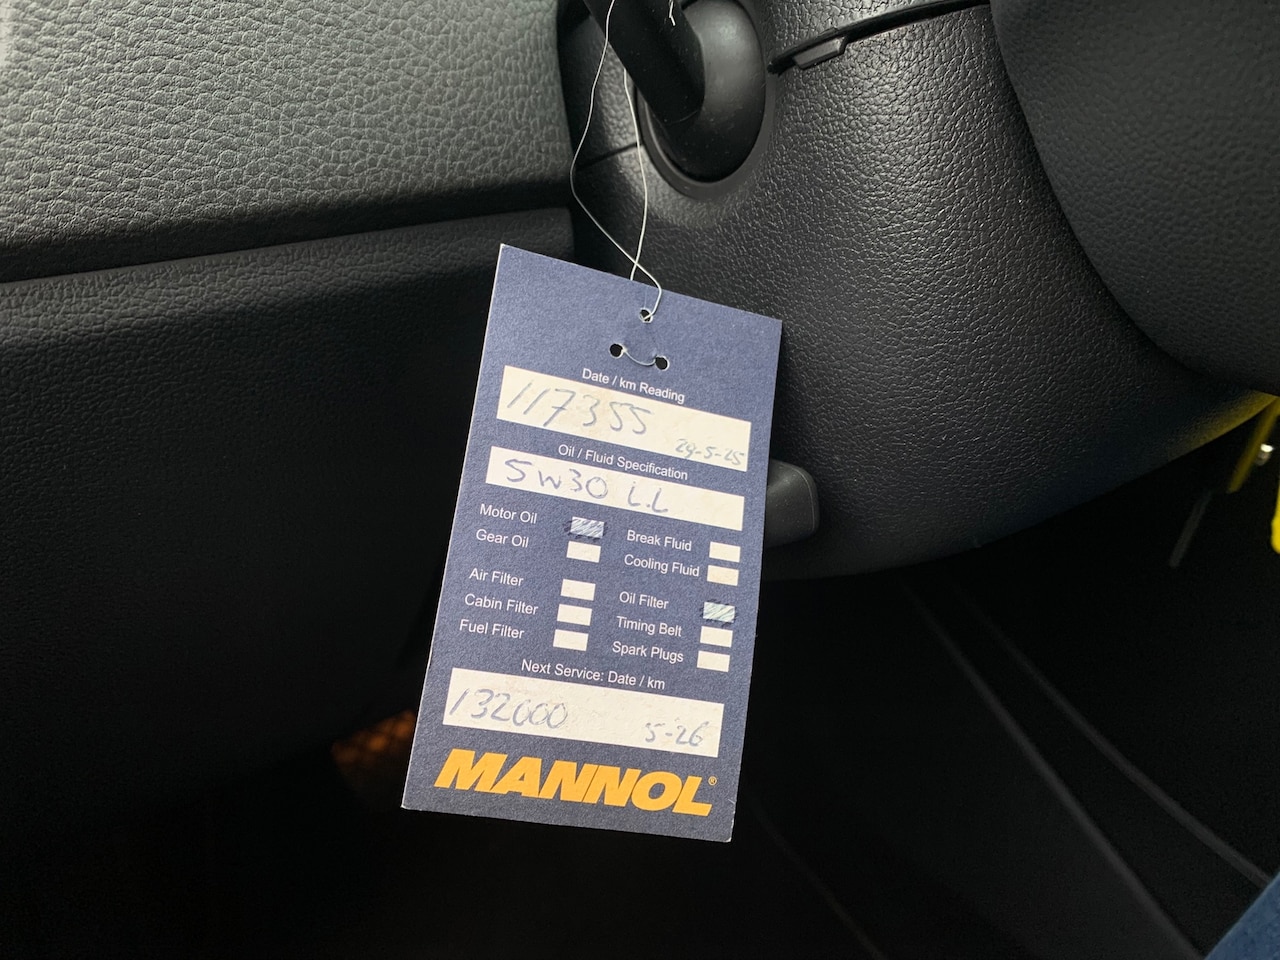 Date / km Reading
117355 29-5-25
Oil / Fluid Specification
5W30 LL
Motor Oil
Gear Oil
Break Fluid
Cooling Fluid
Air Filter
Cabin Filter
Fuel Filter
Oil Filter
Timing Belt
Spark Plugs
Next Service: Date / km
132000 5-26
MANNOL®